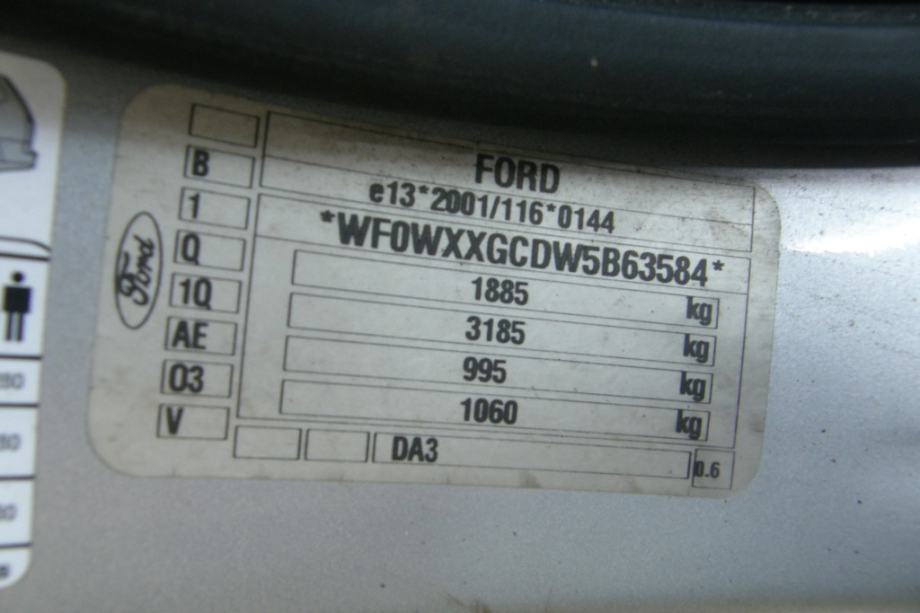 FORD
B
e13*2001/116*0144
1
*WF0WXXGCDW5B63584*
Q
1885 kg
1Q
3185 kg
AE
995 kg
O3
1060 kg
V
DA3
0.6
Ford